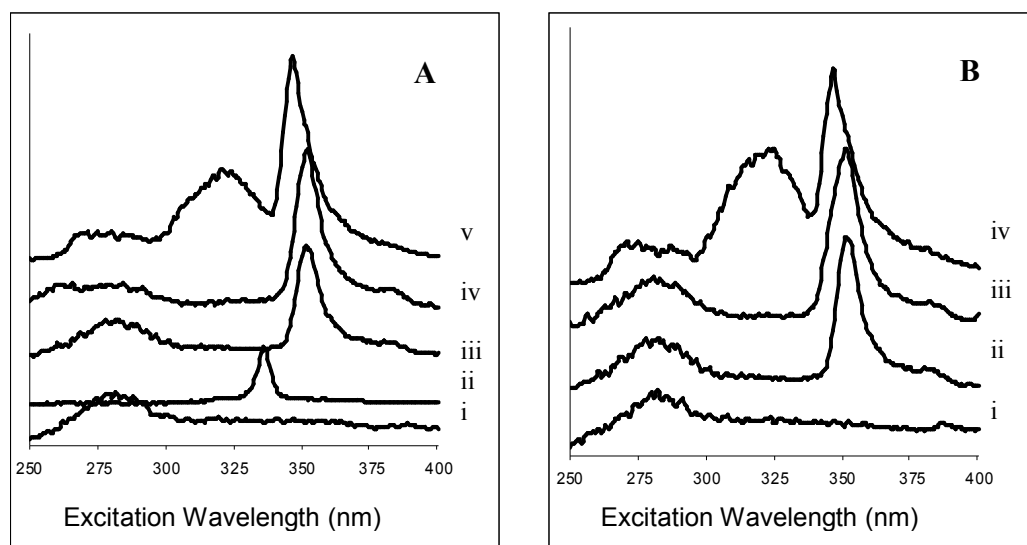 A
v
iv
iii
ii
i
250 275 300 325 350 375 400
Excitation Wavelength (nm)
B
iv
iii
ii
i
250 275 300 325 350 375 400
Excitation Wavelength (nm)